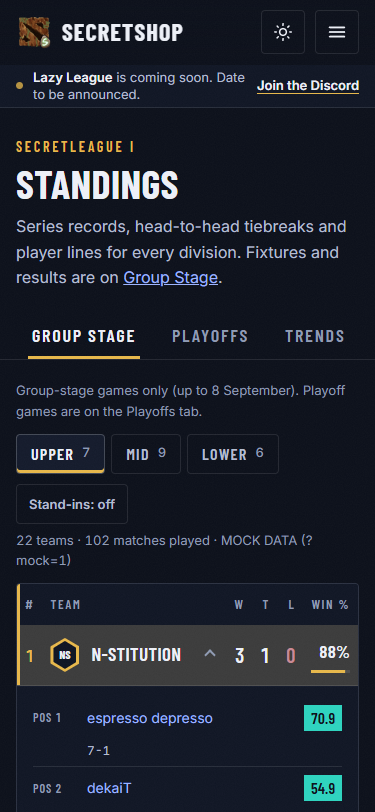 SECRETSHOP
Lazy League is coming soon. Date
to be announced.
Join the Discord
SECRETLEAGUE I
STANDINGS
Series records, head-to-head tiebreaks and
player lines for every division. Fixtures and
results are on Group Stage.
GROUP STAGE PLAYOFFS TRENDS
Group-stage games only (up to 8 September). Playoff
games are on the Playoffs tab.
UPPER 7 MID 9 LOWER 6
Stand-ins: off
22 teams · 102 matches played · MOCK DATA (?
mock=1)
# TEAM W T L WIN %
1 NS N-STITUTION 3 1 0 88%
POS 1 espresso depresso 70.9
7-1
POS 2 dekaiT 54.9